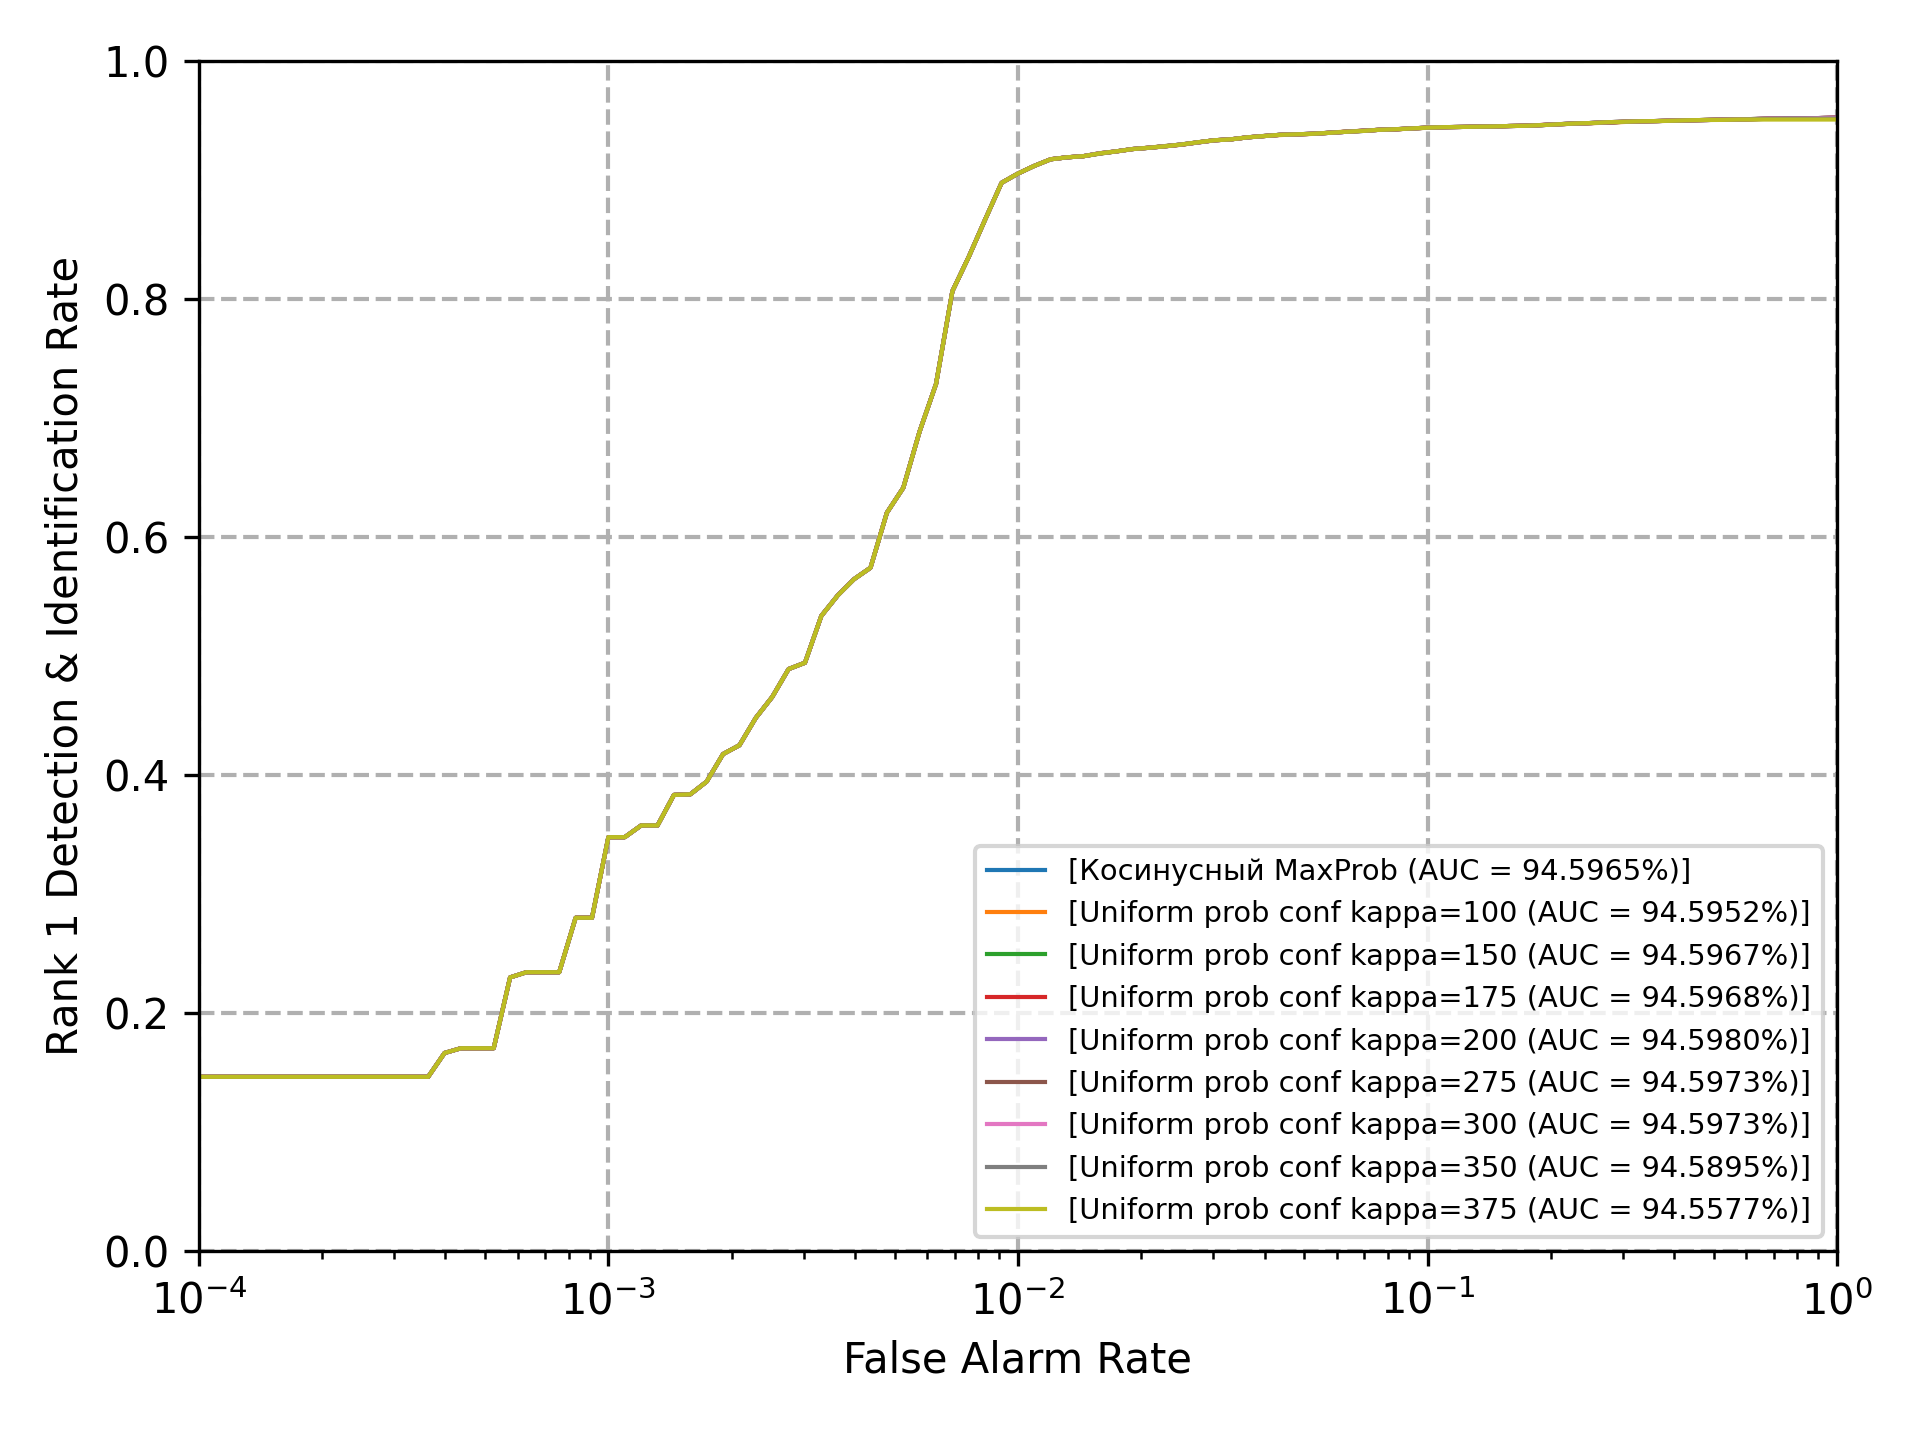 Rank 1 Detection & Identification Rate
1.0
0.8
0.6
0.4
0.2
0.0
[Косинусный MaxProb (AUC = 94.5965%)]
[Uniform prob conf kappa=100 (AUC = 94.5952%)]
[Uniform prob conf kappa=150 (AUC = 94.5967%)]
[Uniform prob conf kappa=175 (AUC = 94.5968%)]
[Uniform prob conf kappa=200 (AUC = 94.5980%)]
[Uniform prob conf kappa=275 (AUC = 94.5973%)]
[Uniform prob conf kappa=300 (AUC = 94.5973%)]
[Uniform prob conf kappa=350 (AUC = 94.5895%)]
[Uniform prob conf kappa=375 (AUC = 94.5577%)]
10⁻⁴ 10⁻³ 10⁻² 10⁻¹ 10⁰
False Alarm Rate